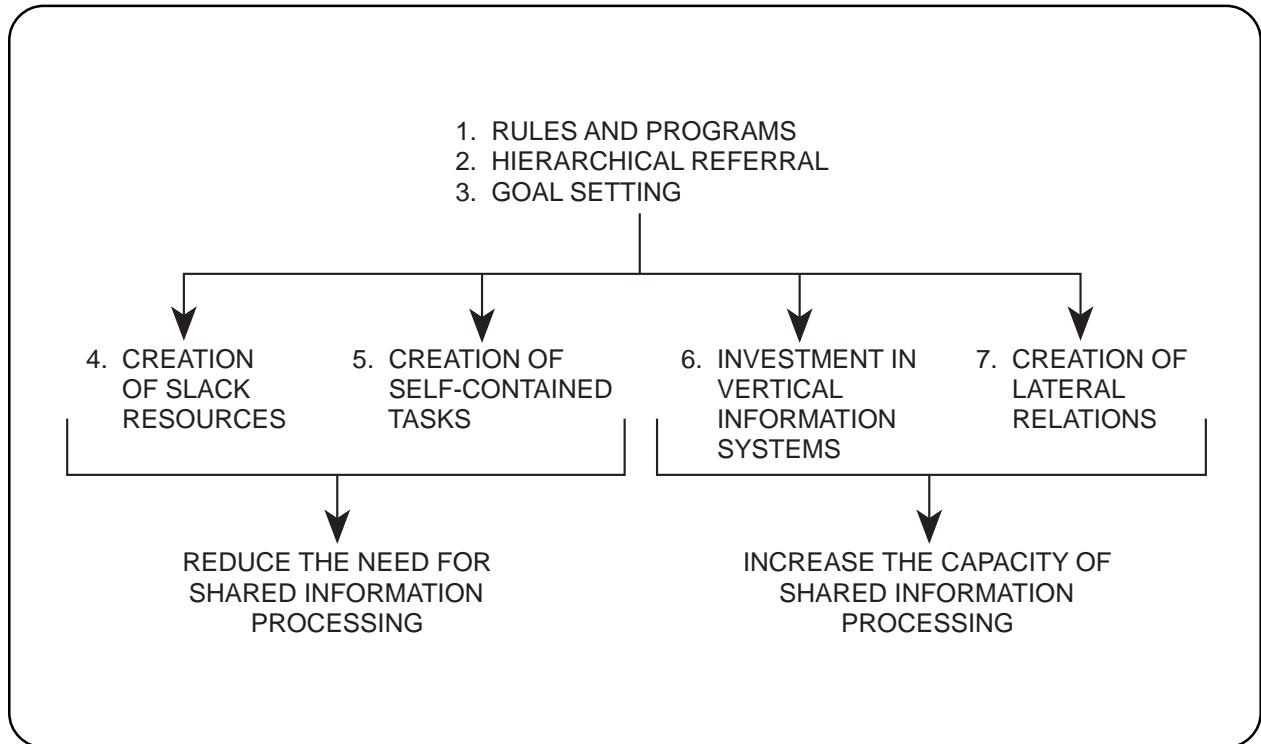 1. RULES AND PROGRAMS
2. HIERARCHICAL REFERRAL
3. GOAL SETTING
4. CREATION
OF SLACK
RESOURCES
5. CREATION OF
SELF-CONTAINED
TASKS
6. INVESTMENT IN
VERTICAL
INFORMATION
SYSTEMS
7. CREATION OF
LATERAL
RELATIONS
REDUCE THE NEED FOR
SHARED INFORMATION
PROCESSING
INCREASE THE CAPACITY OF
SHARED INFORMATION
PROCESSING